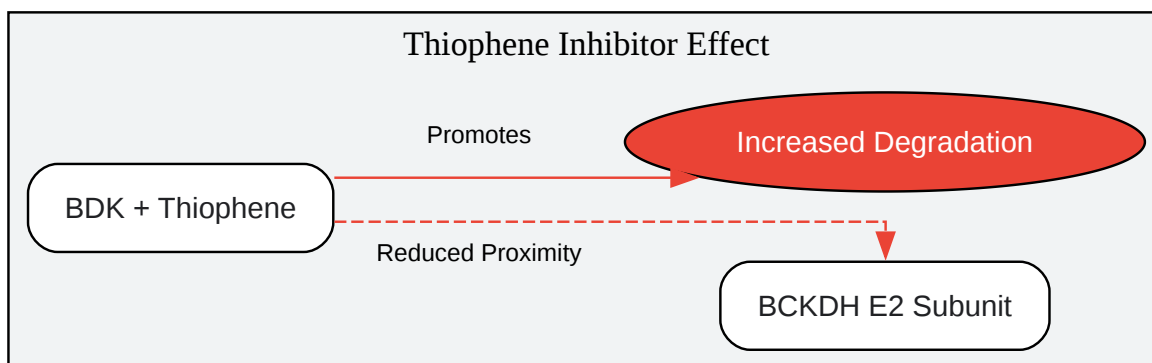 Thiophene Inhibitor Effect
Promotes
Increased Degradation
BDK + Thiophene
Reduced Proximity
BCKDH E2 Subunit